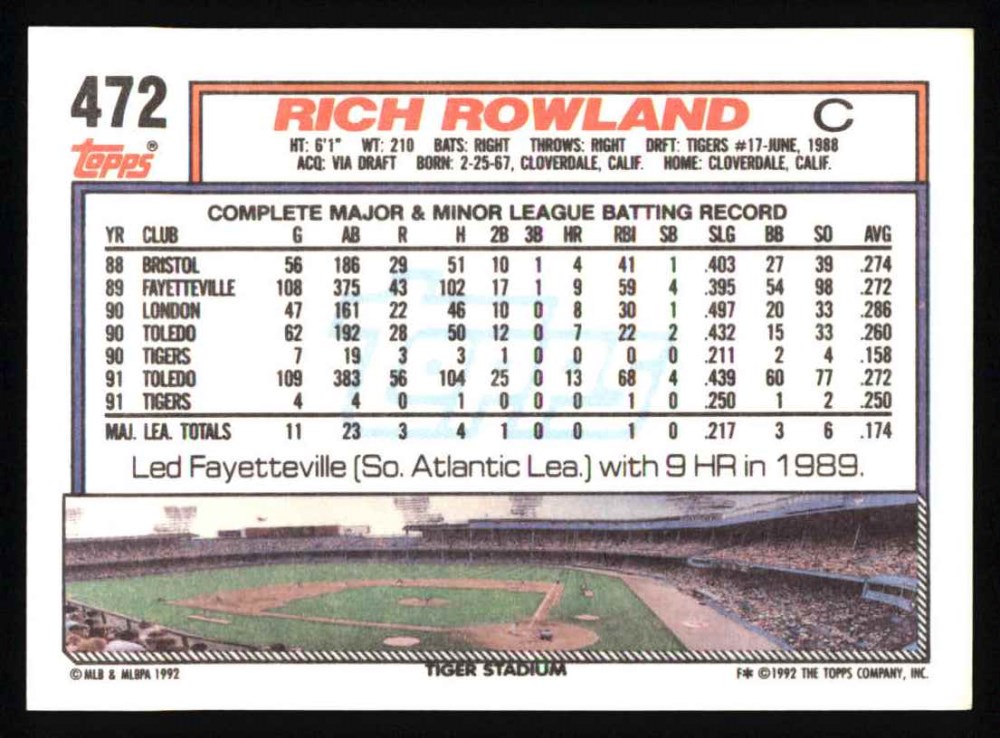 472
Topps®
RICH ROWLAND C
HT: 6'1" WT: 210 BATS: RIGHT THROWS: RIGHT DRFT: TIGERS #17-JUNE, 1988
ACQ: VIA DRAFT BORN: 2-25-67, CLOVERDALE, CALIF. HOME: CLOVERDALE, CALIF.
COMPLETE MAJOR & MINOR LEAGUE BATTING RECORD
YR CLUB G AB R H 2B 3B HR RBI SB SLG BB SO AVG
88 BRISTOL 56 186 29 51 10 1 4 41 1 .403 27 39 .274
89 FAYETTEVILLE 108 375 43 102 17 1 9 59 4 .395 54 98 .272
90 LONDON 47 161 22 46 10 0 8 30 1 .497 20 33 .286
90 TOLEDO 62 192 28 50 12 0 7 22 2 .432 15 33 .260
90 TIGERS 7 19 3 3 1 0 0 0 0 .211 2 4 .158
91 TOLEDO 109 383 56 104 25 0 13 68 4 .439 60 77 .272
91 TIGERS 4 4 0 1 0 0 0 1 0 .250 1 2 .250
MAJ. LEA. TOTALS 11 23 3 4 1 0 0 1 0 .217 3 6 .174
Topps
Led Fayetteville (So. Atlantic Lea.) with 9 HR in 1989.
TIGER STADIUM
© MLB & MLBPA 1992
F* ©1992 THE TOPPS COMPANY, INC.